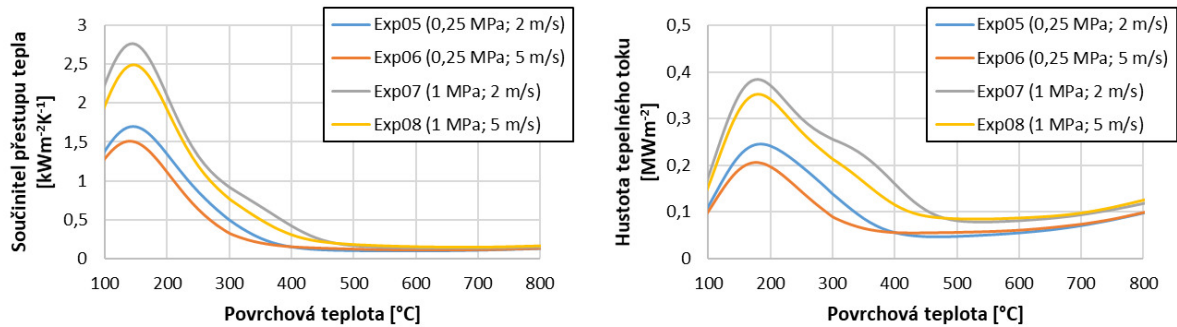 Součinitel přestupu tepla
[kWm⁻²K⁻¹]
3
2,5
2
1,5
1
0,5
0
100 200 300 400 500 600 700 800
Povrchová teplota [°C]
Exp05 (0,25 MPa; 2 m/s)
Exp06 (0,25 MPa; 5 m/s)
Exp07 (1 MPa; 2 m/s)
Exp08 (1 MPa; 5 m/s)
Hustota tepelného toku
[MWm⁻²]
0,5
0,4
0,3
0,2
0,1
0
100 200 300 400 500 600 700 800
Povrchová teplota [°C]
Exp05 (0,25 MPa; 2 m/s)
Exp06 (0,25 MPa; 5 m/s)
Exp07 (1 MPa; 2 m/s)
Exp08 (1 MPa; 5 m/s)